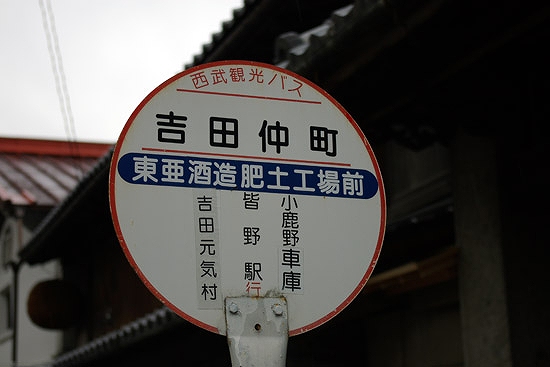 西武観光バス
吉田仲町
東亜酒造肥土工場前
小鹿野車庫
皆野駅
吉田元気村
行